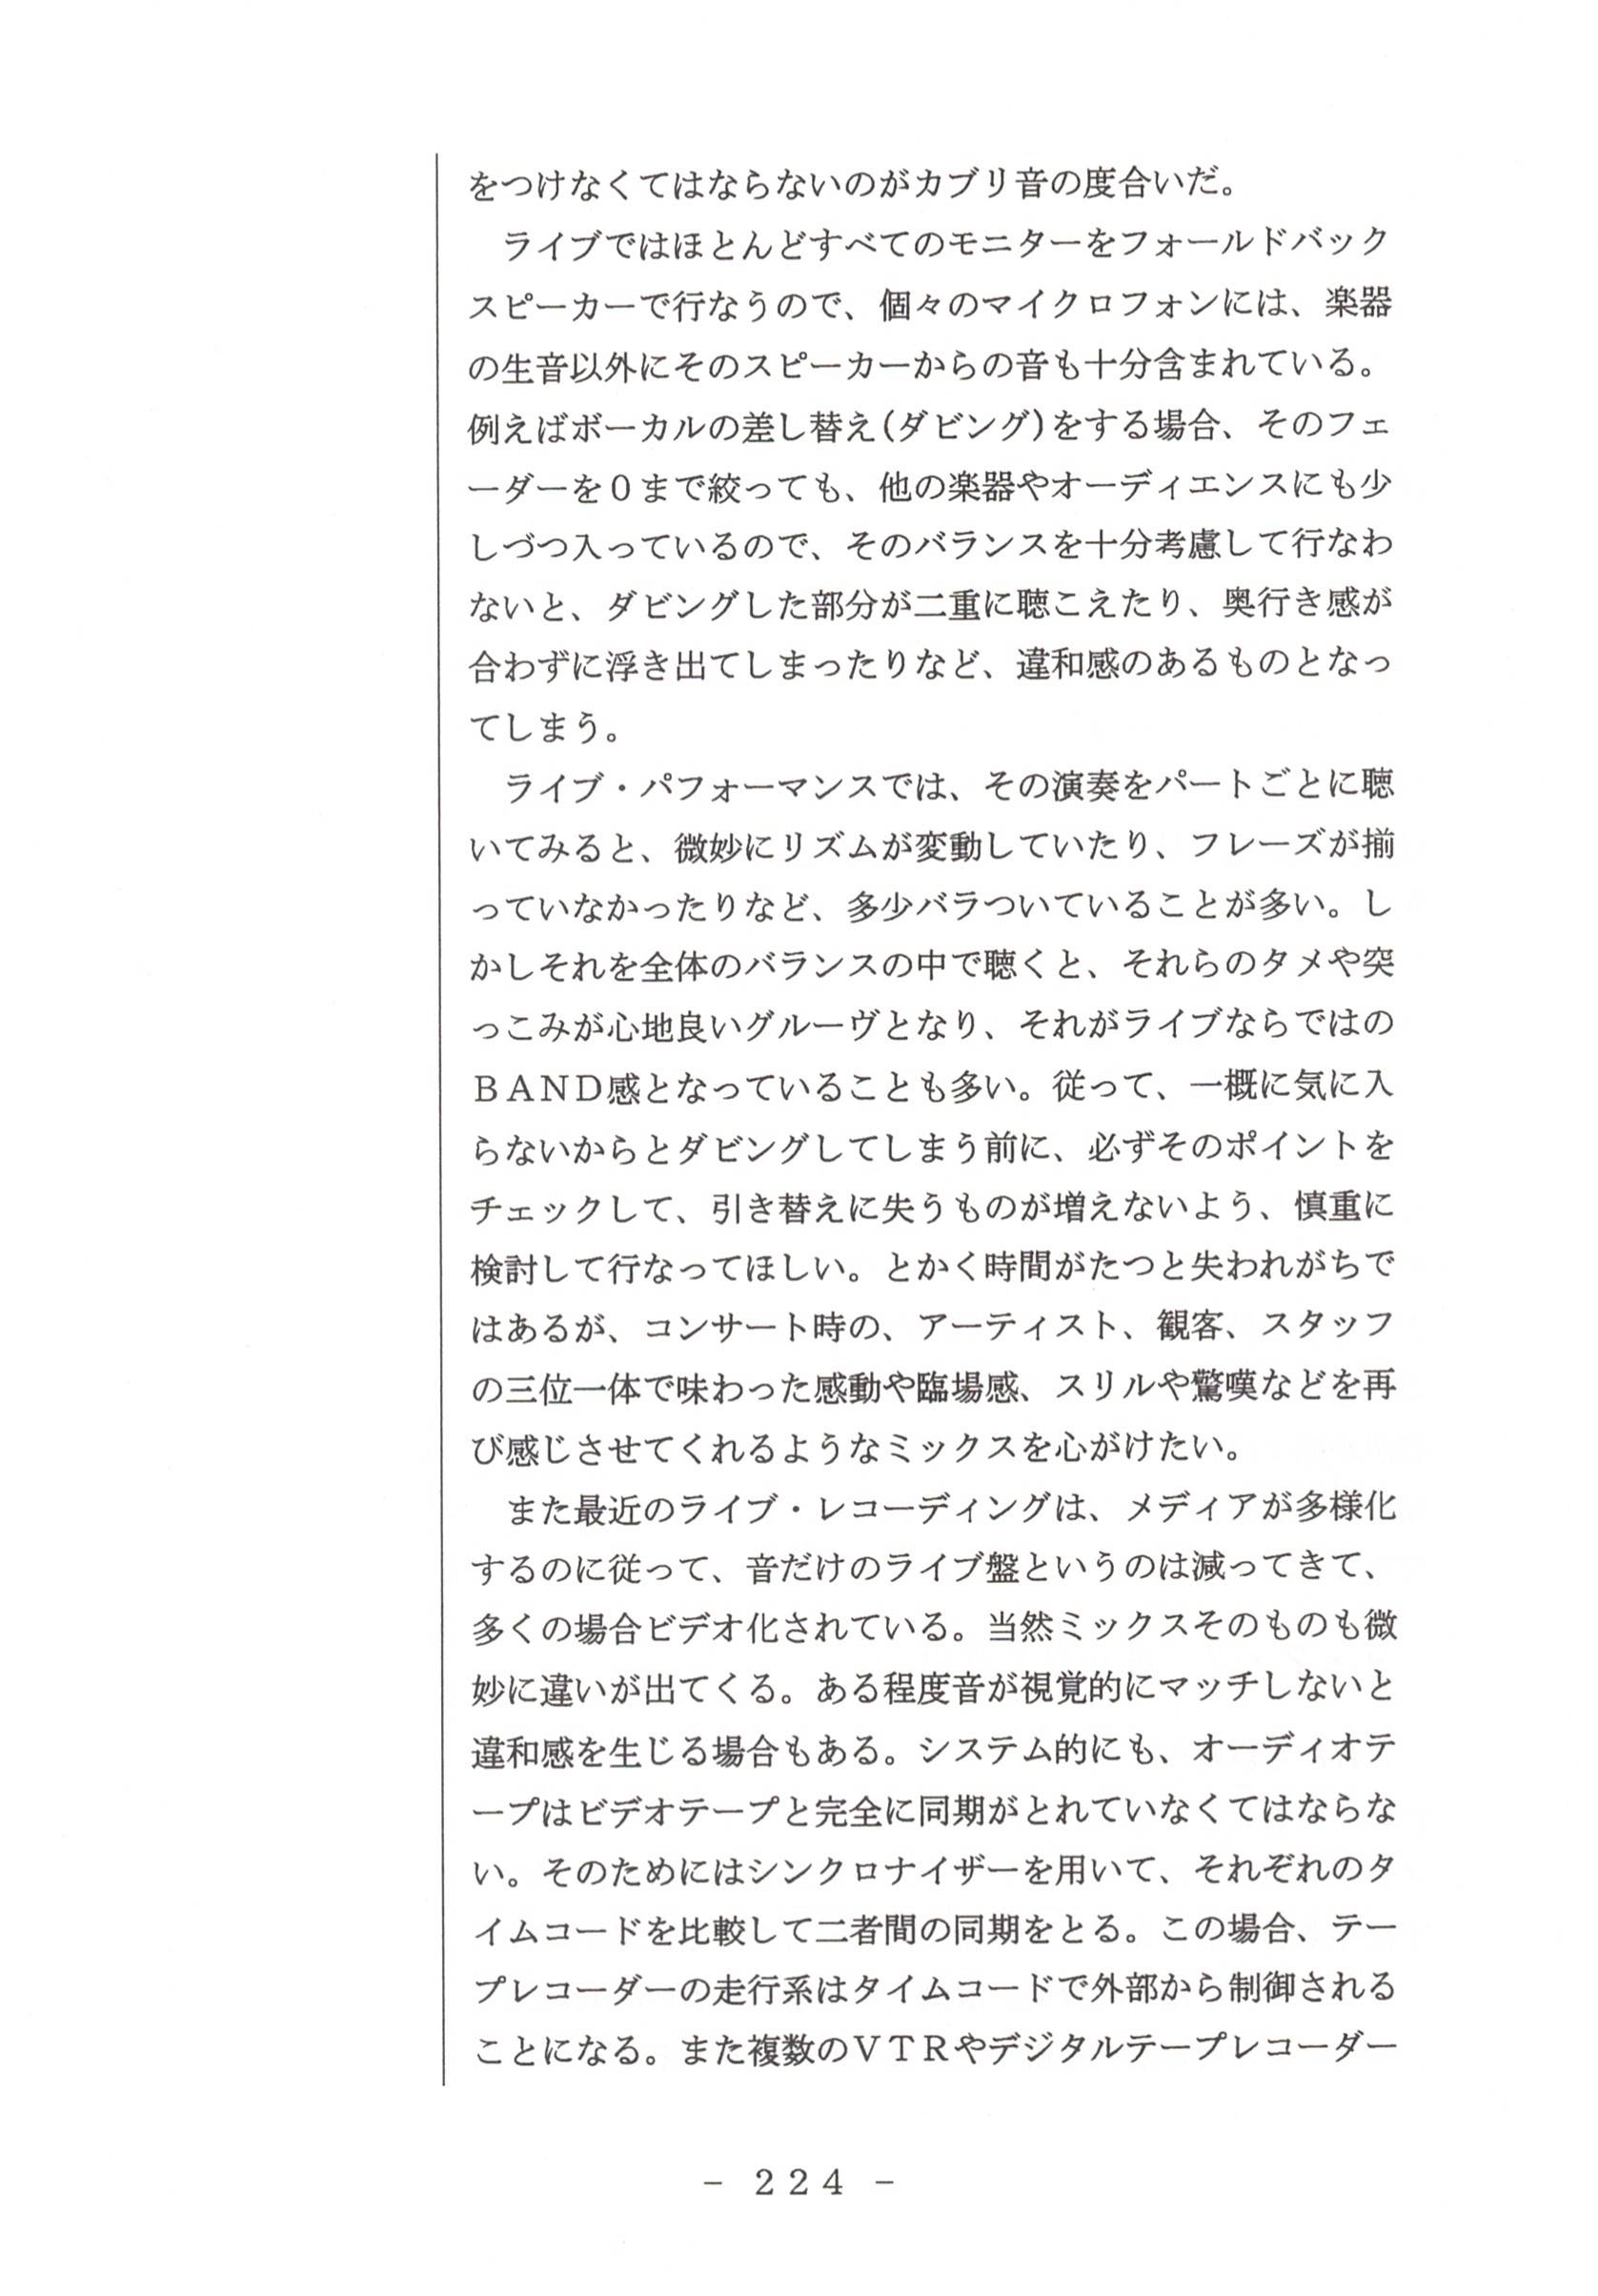 をつけなくてはならないのがカブリ音の度合いだ。
　ライブではほとんどすべてのモニターをフォールドバック
スピーカーで行なうので、個々のマイクロフォンには、楽器
の生音以外にそのスピーカーからの音も十分含まれている。
例えばボーカルの差し替え(ダビング)をする場合、そのフェ
ーダーを０まで絞っても、他の楽器やオーディエンスにも少
しづつ入っているので、そのバランスを十分考慮して行なわ
ないと、ダビングした部分が二重に聴こえたり、奥行き感が
合わずに浮き出てしまったりなど、違和感のあるものとなっ
てしまう。
　ライブ・パフォーマンスでは、その演奏をパートごとに聴
いてみると、微妙にリズムが変動していたり、フレーズが揃
っていなかったりなど、多少バラついていることが多い。し
かしそれを全体のバランスの中で聴くと、それらのタメや突
っこみが心地良いグルーヴとなり、それがライブならではの
ＢＡＮＤ感となっていることも多い。従って、一概に気に入
らないからとダビングしてしまう前に、必ずそのポイントを
チェックして、引き替えに失うものが増えないよう、慎重に
検討して行なってほしい。とかく時間がたつと失われがちで
はあるが、コンサート時の、アーティスト、観客、スタッフ
の三位一体で味わった感動や臨場感、スリルや驚嘆などを再
び感じさせてくれるようなミックスを心がけたい。
　また最近のライブ・レコーディングは、メディアが多様化
するのに従って、音だけのライブ盤というのは減ってきて、
多くの場合ビデオ化されている。当然ミックスそのものも微
妙に違いが出てくる。ある程度音が視覚的にマッチしないと
違和感を生じる場合もある。システム的にも、オーディオテ
ープはビデオテープと完全に同期がとれていなくてはならな
い。そのためにはシンクロナイザーを用いて、それぞれのタ
イムコードを比較して二者間の同期をとる。この場合、テー
プレコーダーの走行系はタイムコードで外部から制御される
ことになる。また複数のＶＴＲやデジタルテープレコーダー
－ ２２４ －